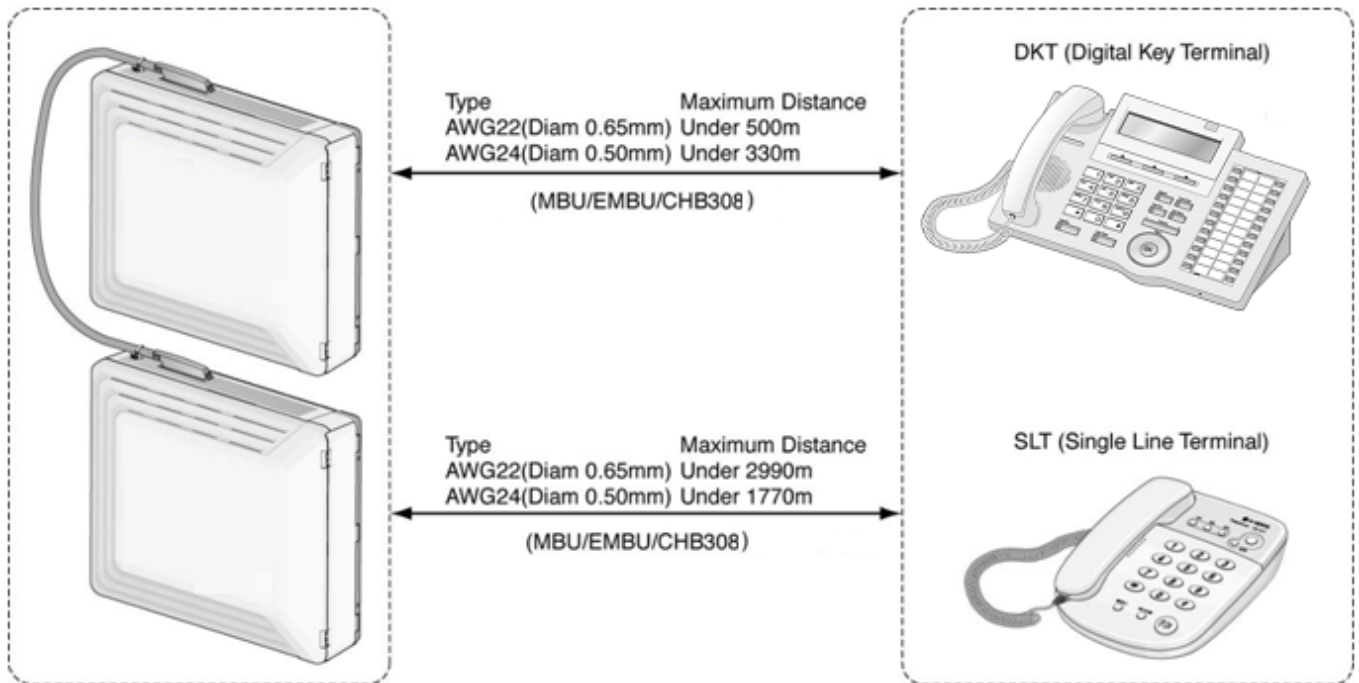 DKT (Digital Key Terminal)
Type Maximum Distance
AWG22(Diam 0.65mm) Under 500m
AWG24(Diam 0.50mm) Under 330m
(MBU/EMBU/CHB308)
Type Maximum Distance
AWG22(Diam 0.65mm) Under 2990m
AWG24(Diam 0.50mm) Under 1770m
(MBU/EMBU/CHB308)
SLT (Single Line Terminal)